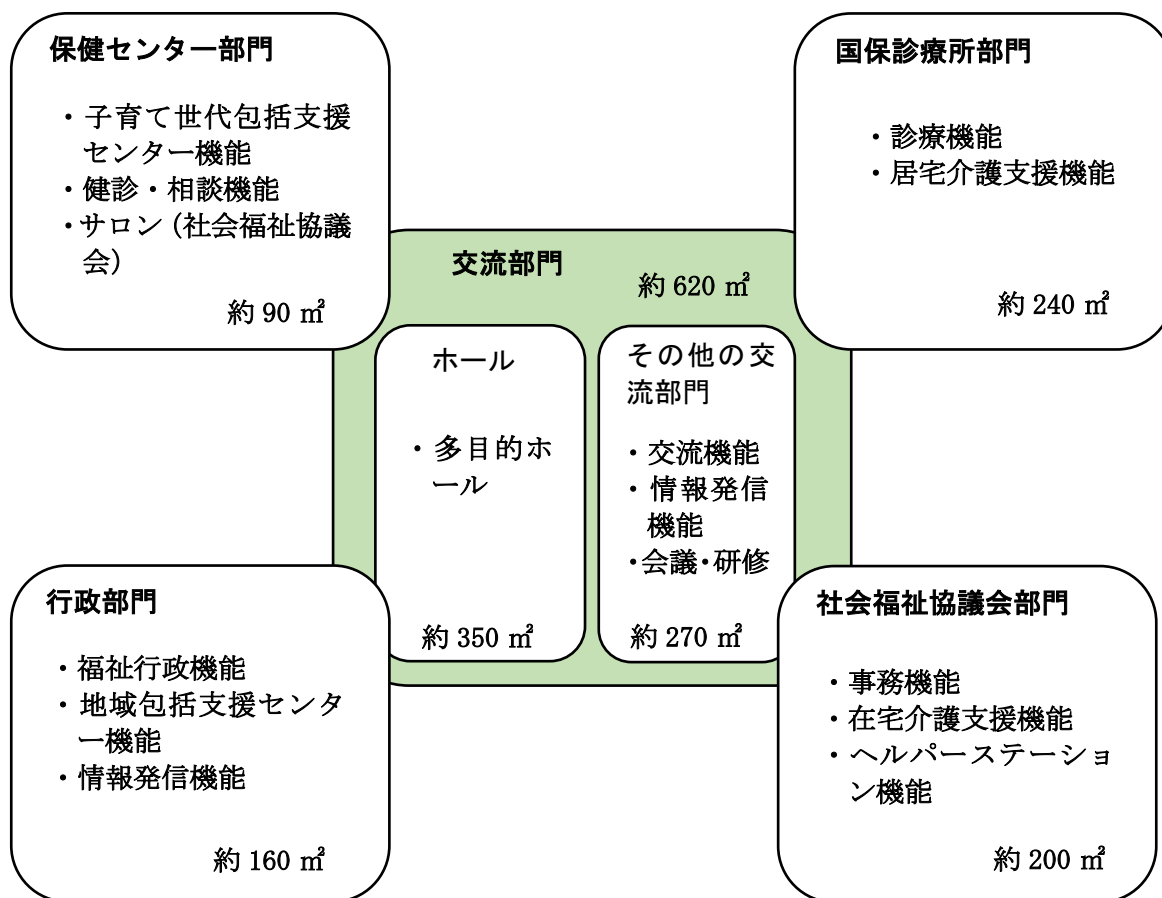 保健センター部門
・子育て世代包括支援
センター機能
・健診・相談機能
・サロン（社会福祉協議
会）
約 90 ㎡
国保診療所部門
・診療機能
・居宅介護支援機能
約 240 ㎡
交流部門
約 620 ㎡
ホール
・多目的ホ
ール
約 350 ㎡
その他の交
流部門
・交流機能
・情報発信
機能
・会議・研修
約 270 ㎡
行政部門
・福祉行政機能
・地域包括支援センタ
ー機能
・情報発信機能
約 160 ㎡
社会福祉協議会部門
・事務機能
・在宅介護支援機能
・ヘルパーステーショ
ン機能
約 200 ㎡